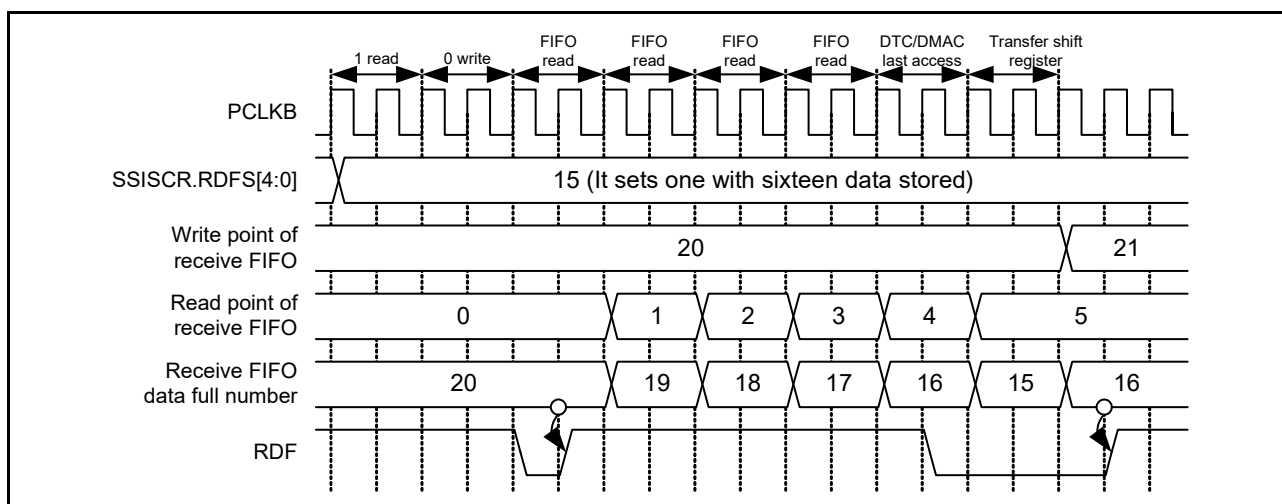 1 read
0 write
FIFO
read
FIFO
read
FIFO
read
FIFO
read
DTC/DMAC
last access
Transfer shift
register
PCLKB
SSISCR.RDFS[4:0]
15 (It sets one with sixteen data stored)
Write point of
receive FIFO
20
21
Read point of
receive FIFO
0
1
2
3
4
5
Receive FIFO
data full number
20
19
18
17
16
15
16
RDF